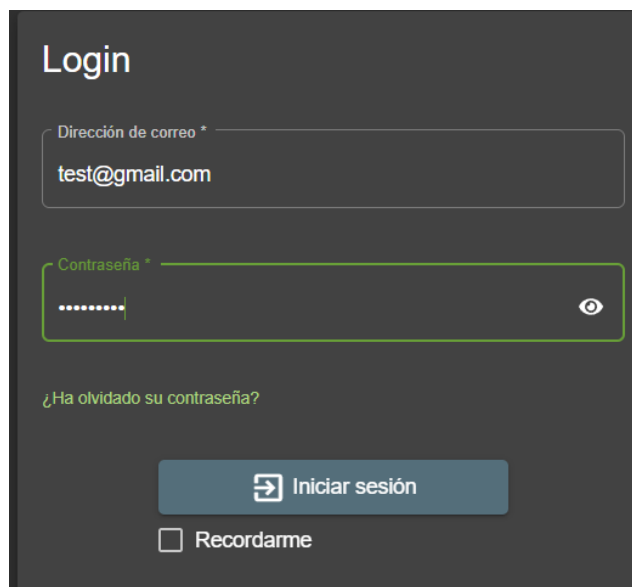 Login
Dirección de correo *
test@gmail.com
Contraseña *
•••••••••
¿Ha olvidado su contraseña?
Iniciar sesión
Recordarme